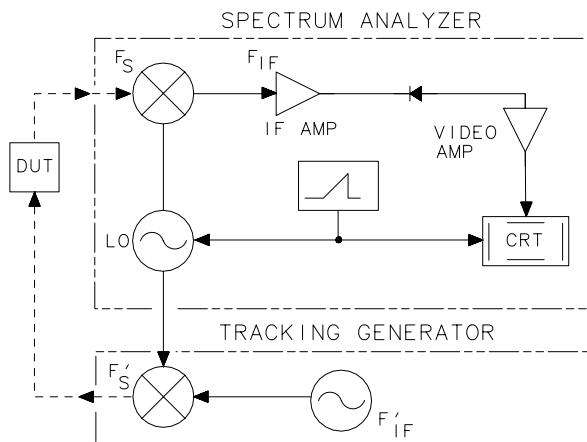 SPECTRUM ANALYZER
F_S
F_IF
IF AMP
VIDEO
AMP
DUT
LO
CRT
TRACKING GENERATOR
F'_S
F'_IF